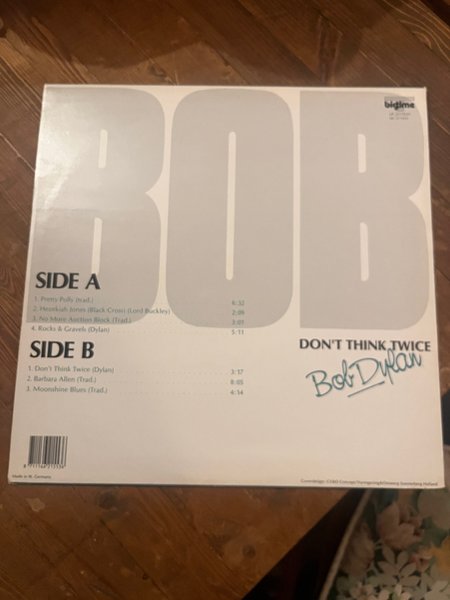 BOB
bigtime
SIDE A
1. Pretty Polly (trad.) 4:32
2. Hezekiah Jones (Black Cross) (Lord Buckley) 2:09
3. No More Auction Block (Trad.) 3:01
4. Rocks & Gravels (Dylan) 5:11
SIDE B
1. Don't Think Twice (Dylan) 3:17
2. Barbara Allen (Trad.) 8:05
3. Moonshine Blues (Trad.) 4:14
DON'T THINK TWICE
Bob Dylan
Made in W. Germany
Coverdesign:
Holland